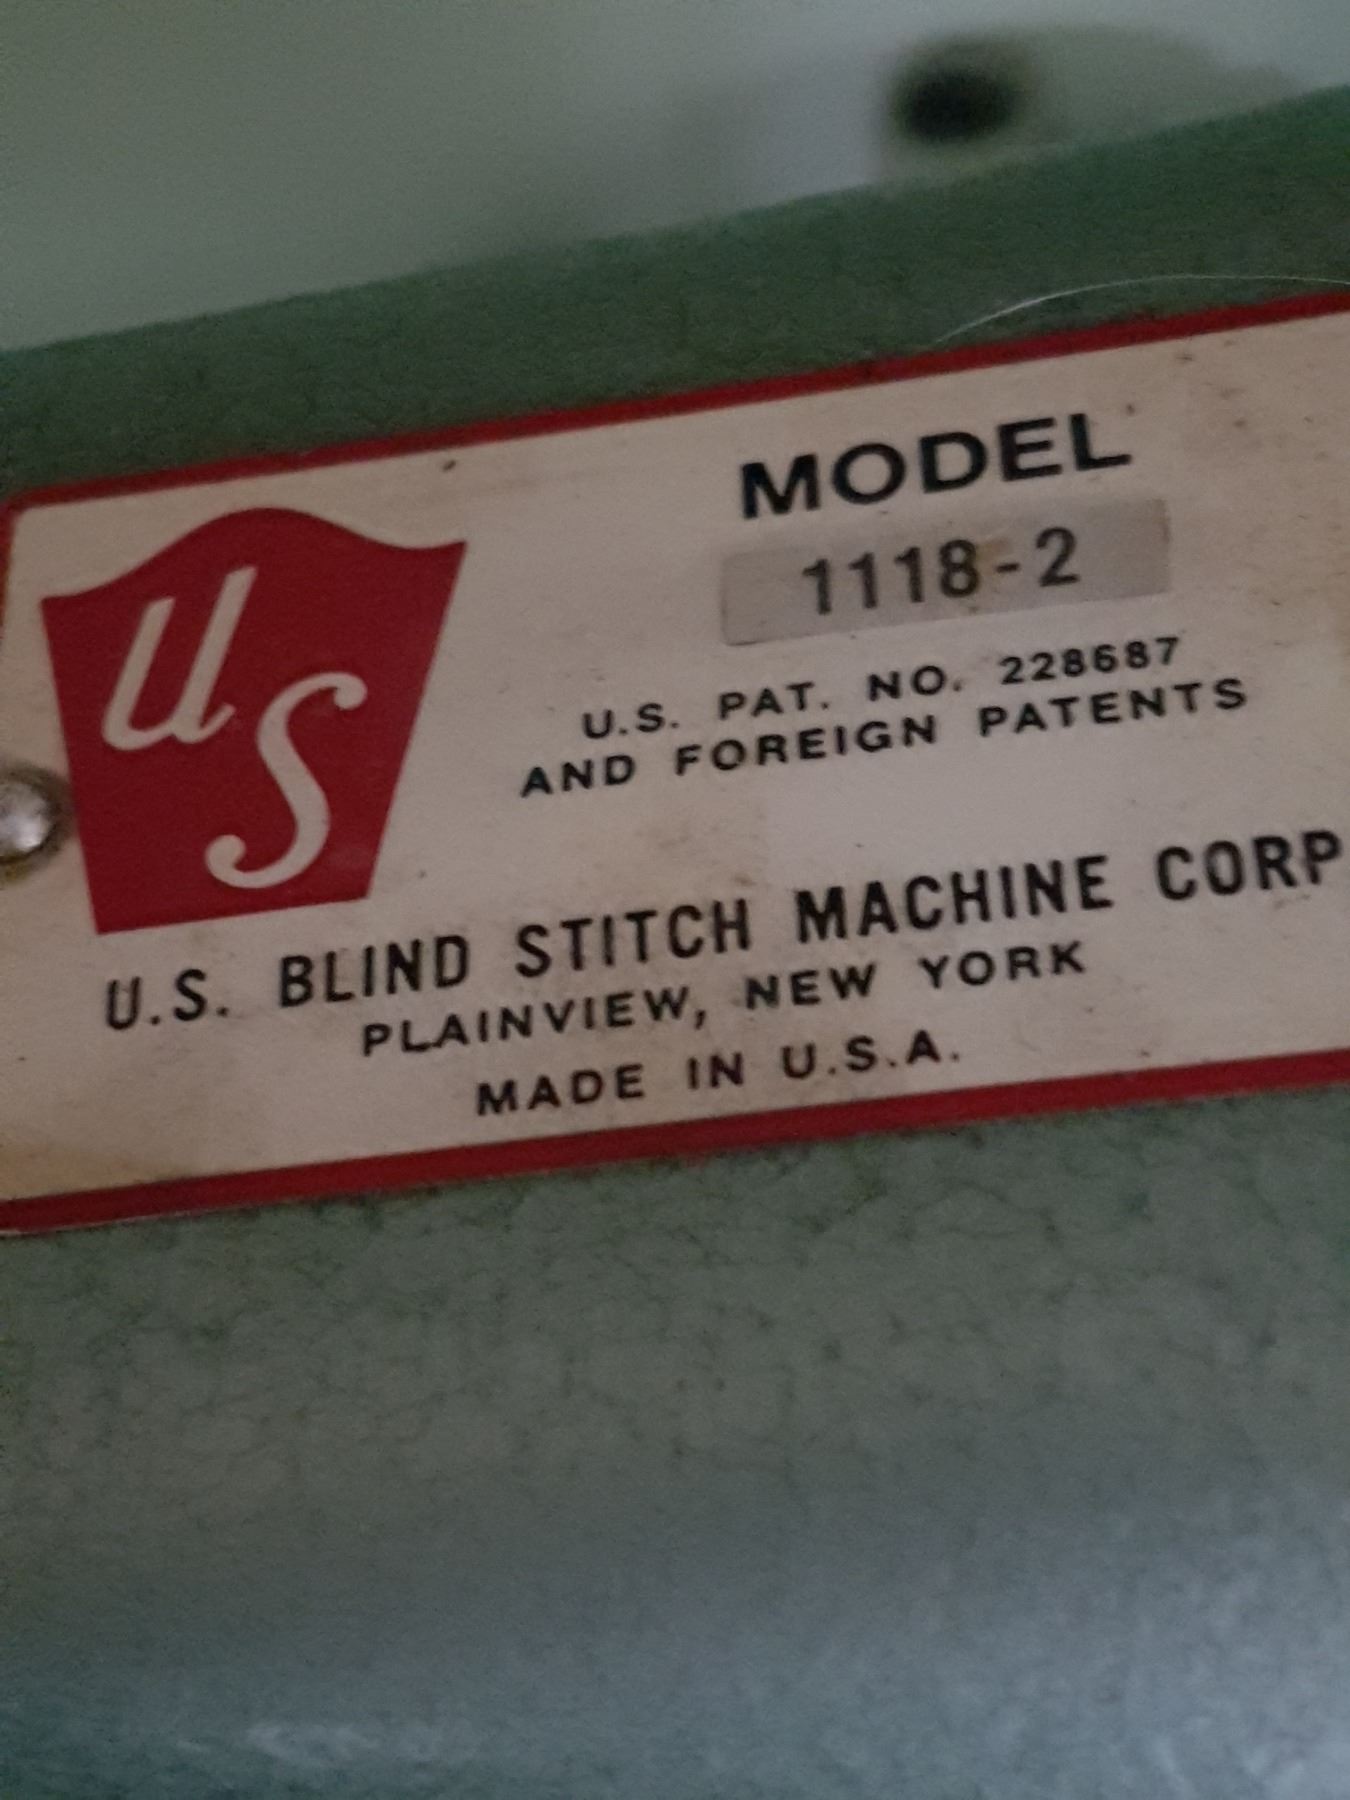 MODEL
1118-2
U.S. PAT. NO. 228687
AND FOREIGN PATENTS
US
U.S. BLIND STITCH MACHINE CORP
PLAINVIEW, NEW YORK
MADE IN U.S.A.